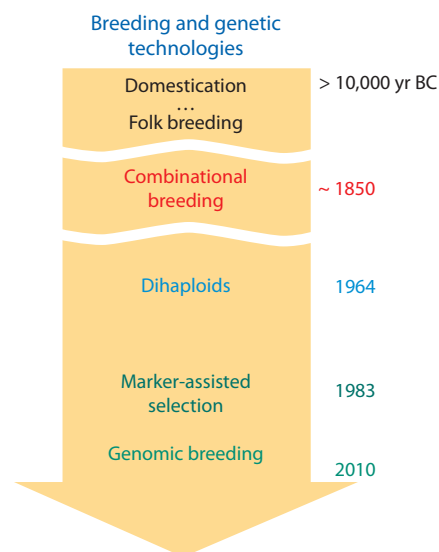 Breeding and genetic
technologies
Domestication
...
Folk breeding
> 10,000 yr BC
Combinational
breeding
~ 1850
Dihaploids
1964
Marker-assisted
selection
1983
Genomic breeding
2010